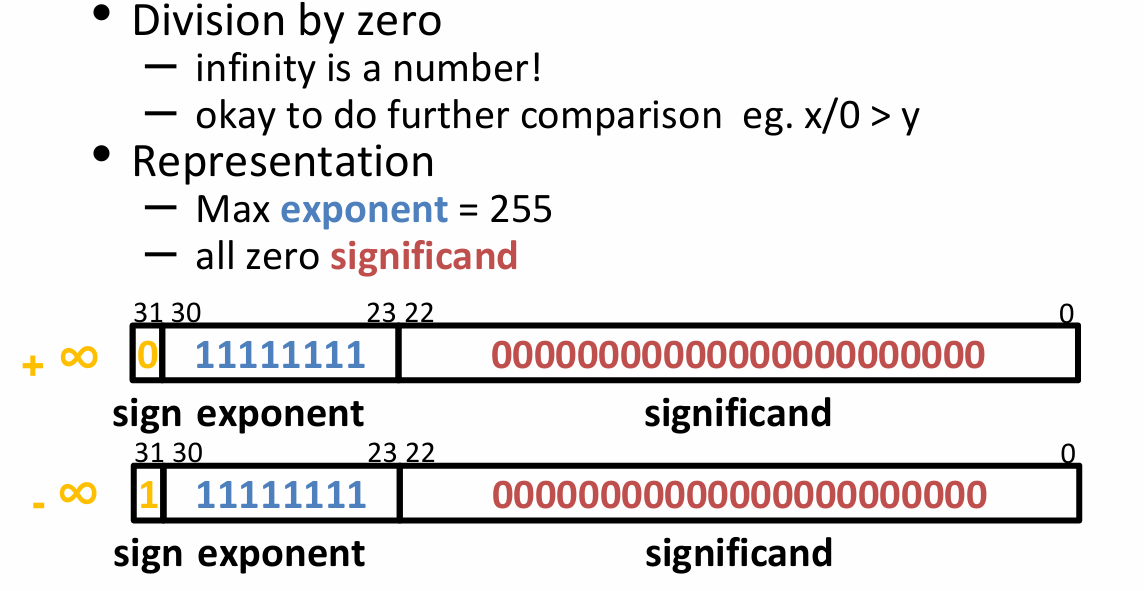 • Division by zero
– infinity is a number!
– okay to do further comparison eg. x/0 > y
• Representation
– Max exponent = 255
– all zero significand
31 30 23 22 0
+ ∞ 0 11111111 00000000000000000000000
sign exponent significand
31 30 23 22 0
- ∞ 1 11111111 00000000000000000000000
sign exponent significand